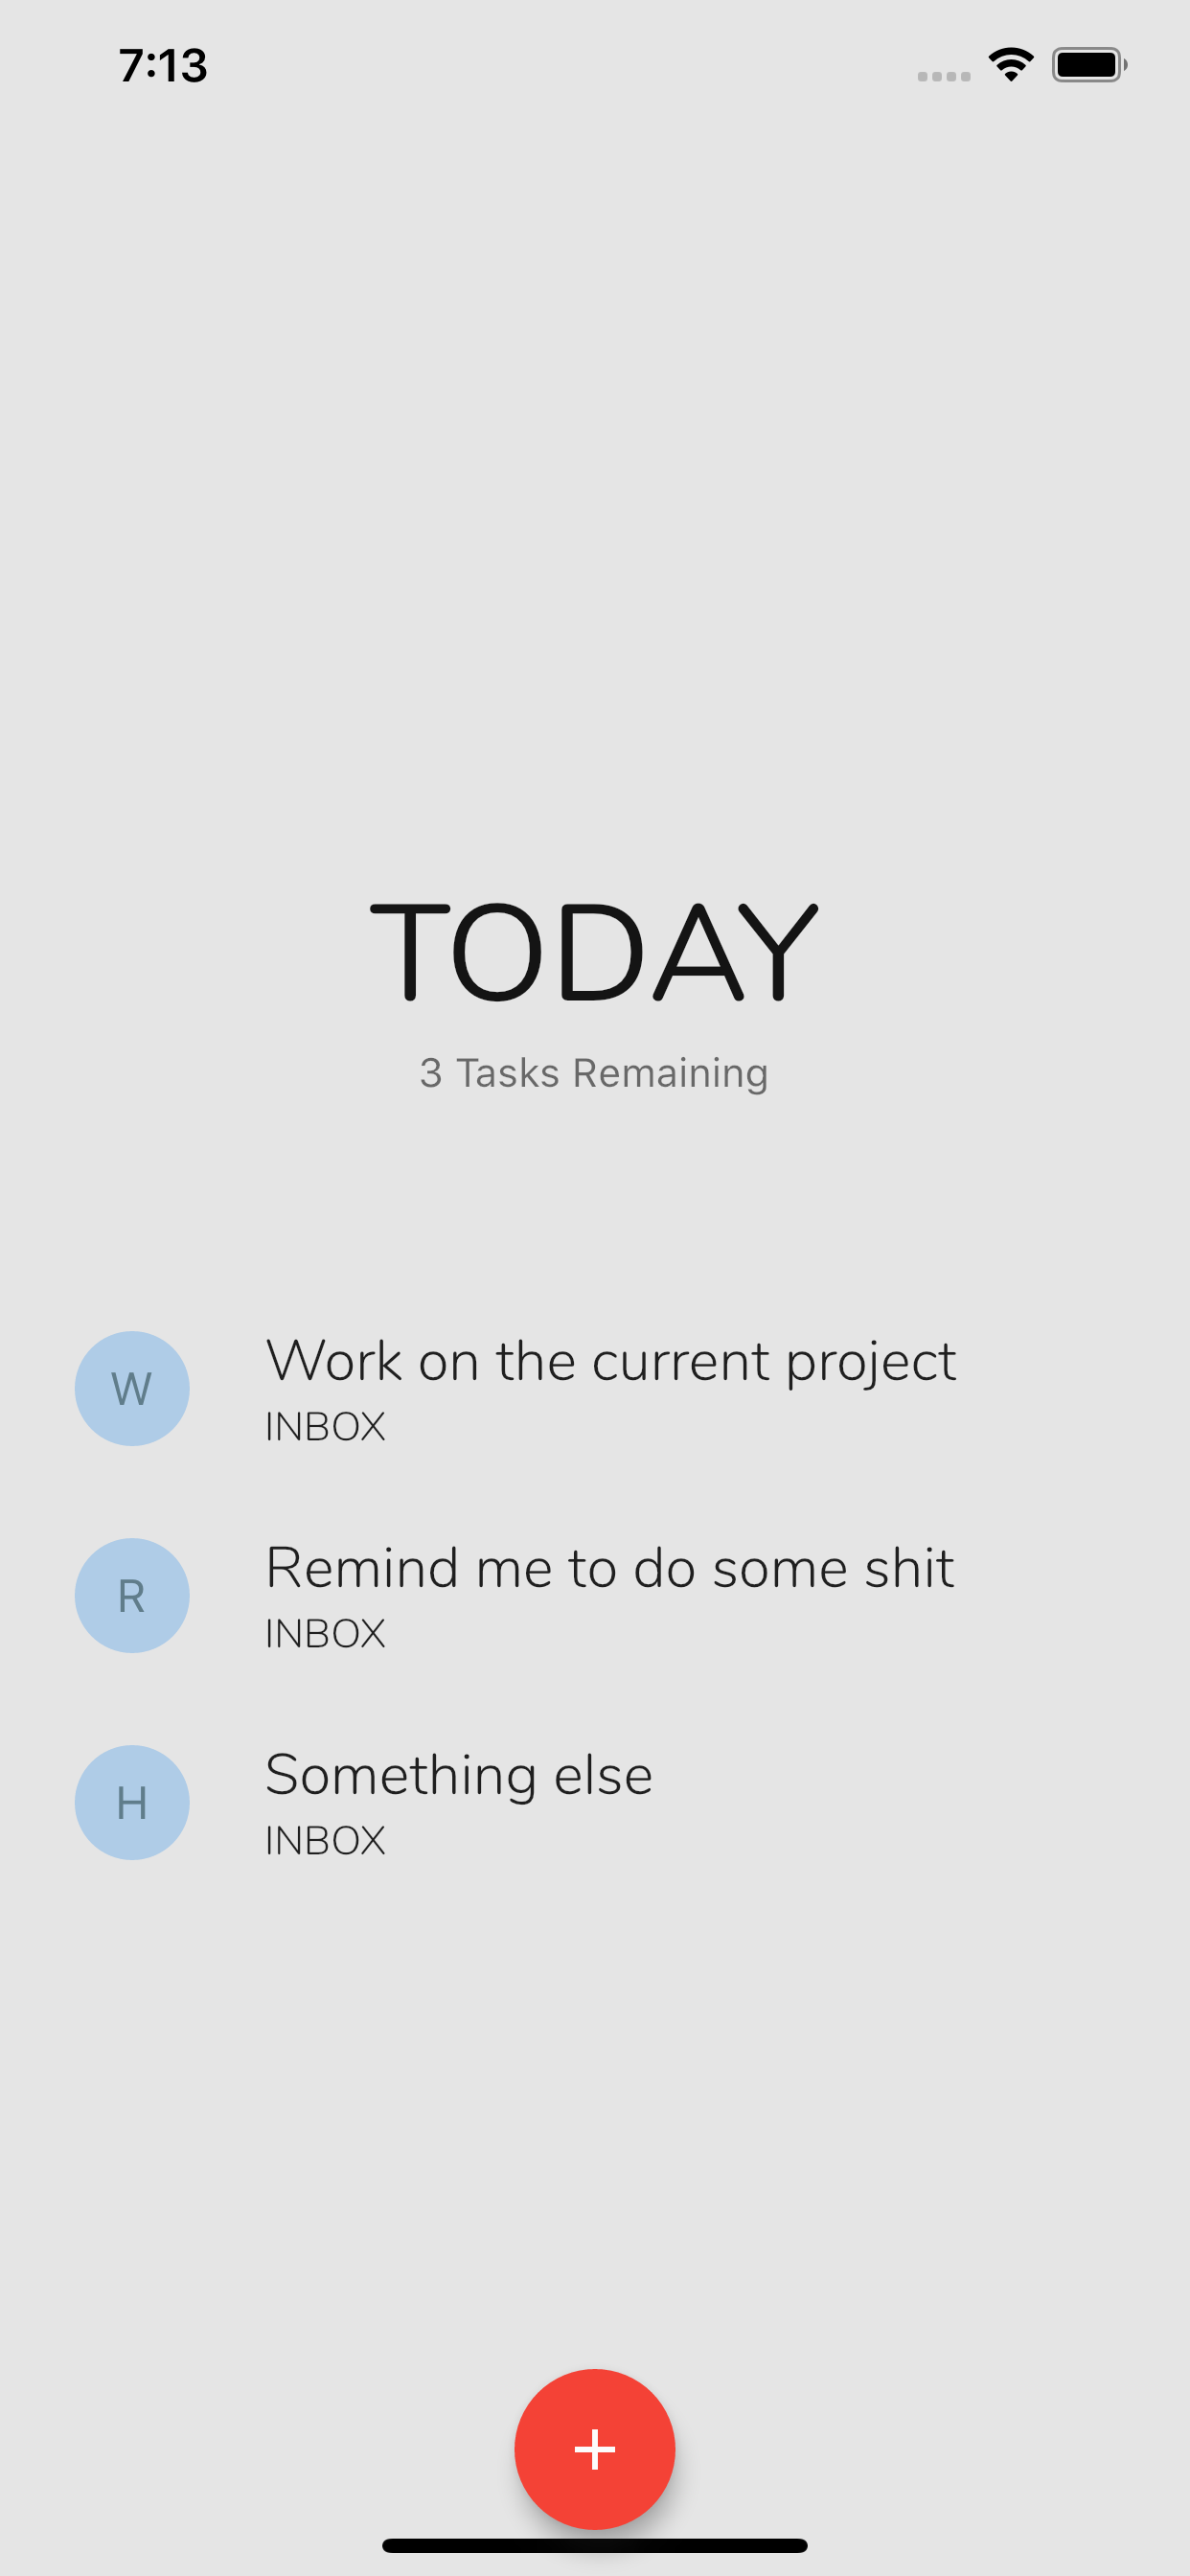 7:13
TODAY
3 Tasks Remaining
W
Work on the current project
INBOX
R
Remind me to do some shit
INBOX
H
Something else
INBOX
+